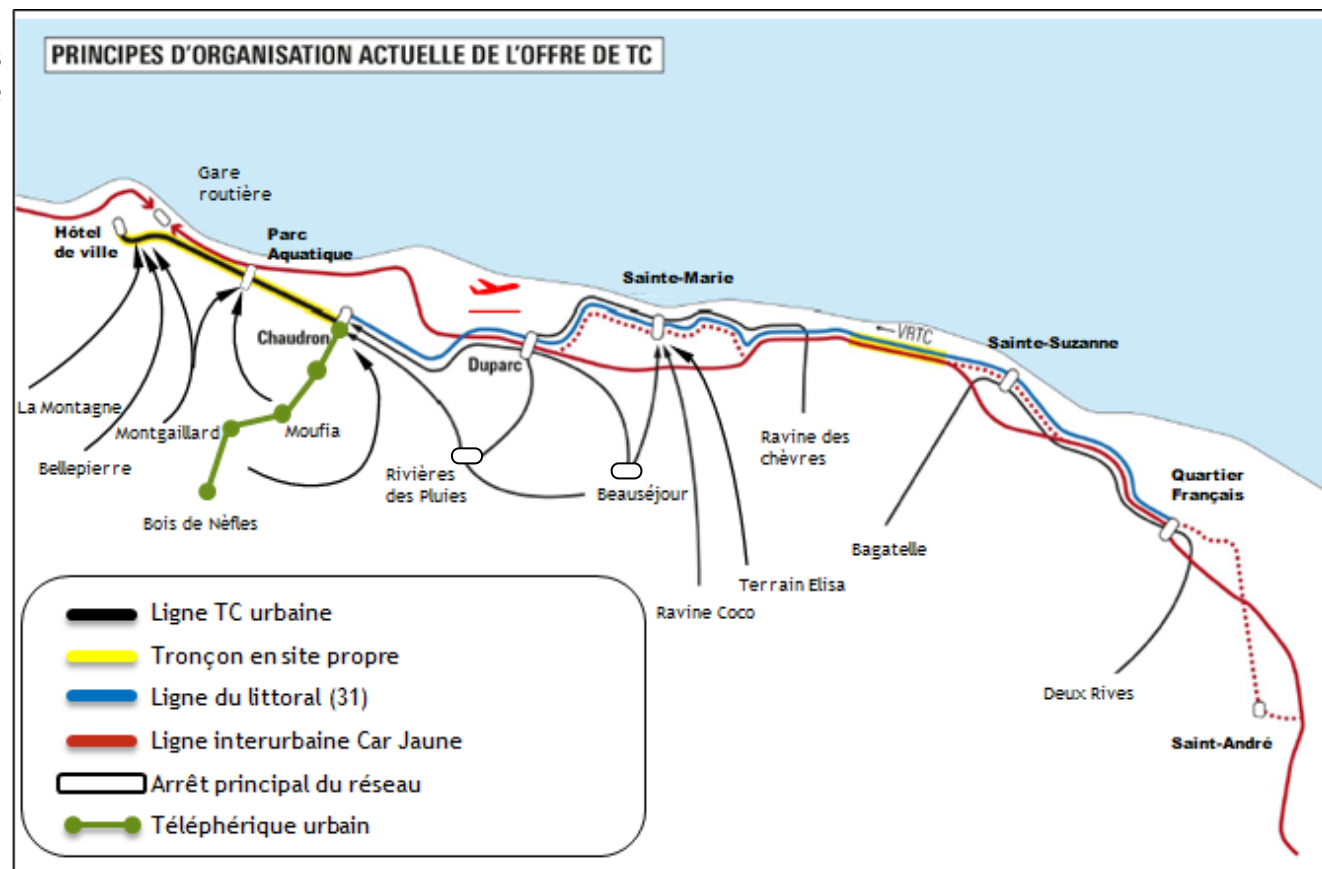 PRINCIPES D'ORGANISATION ACTUELLE DE L'OFFRE DE TC
Gare
routière
Hôtel
de ville
Parc
Aquatique
Sainte-Marie
←VRTC
Sainte-Suzanne
Chaudron
Duparc
La Montagne
Montgaillard
Moufia
Bellepierre
Bois de Nèfles
Rivières
des Pluies
Beauséjour
Ravine des
chèvres
Terrain Elisa
Ravine Coco
Bagatelle
Quartier
Français
Deux Rives
Saint-André
Ligne TC urbaine
Tronçon en site propre
Ligne du littoral (31)
Ligne interurbaine Car Jaune
Arrêt principal du réseau
Téléphérique urbain